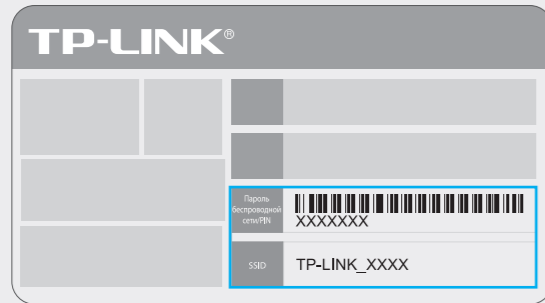 TP-LINK®
Пароль
беспроводной
сети/PIN
XXXXXXX
SSID
TP-LINK_XXXX